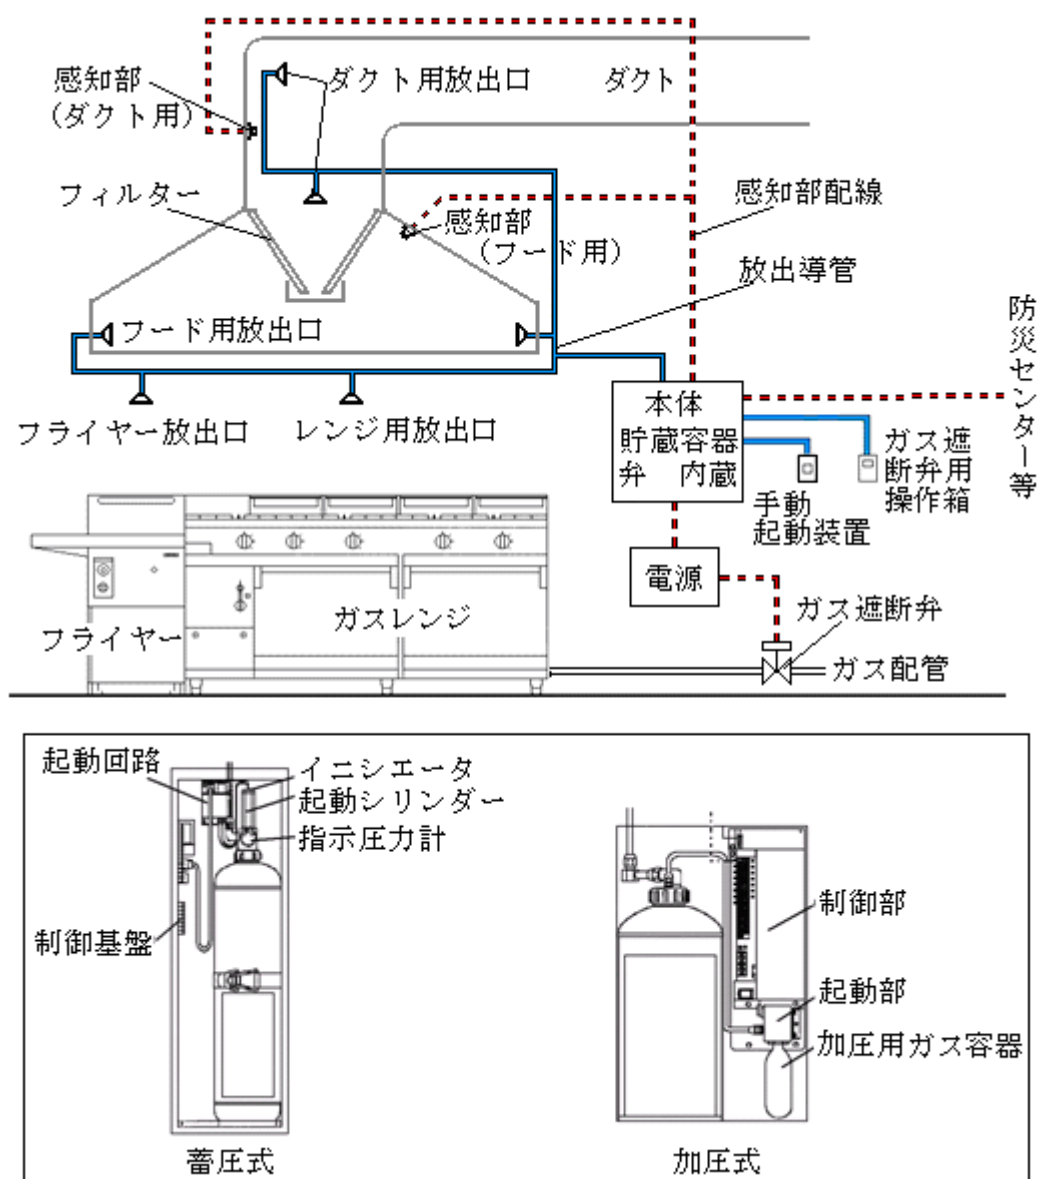 感知部
(ダクト用)
ダクト用放出口
ダクト
フィルター
感知部
(フード用)
感知部配線
放出導管
フード用放出口
防災センター等
フライヤー放出口
レンジ用放出口
本体
貯蔵容器
弁 内蔵
ガス遮
断弁用
操作箱
手動
起動装置
電源
ガス遮断弁
フライヤー
ガスレンジ
ガス配管
起動回路
イニシエータ
起動シリンダー
指示圧力計
制御基盤
蓄圧式
制御部
起動部
加圧用ガス容器
加圧式